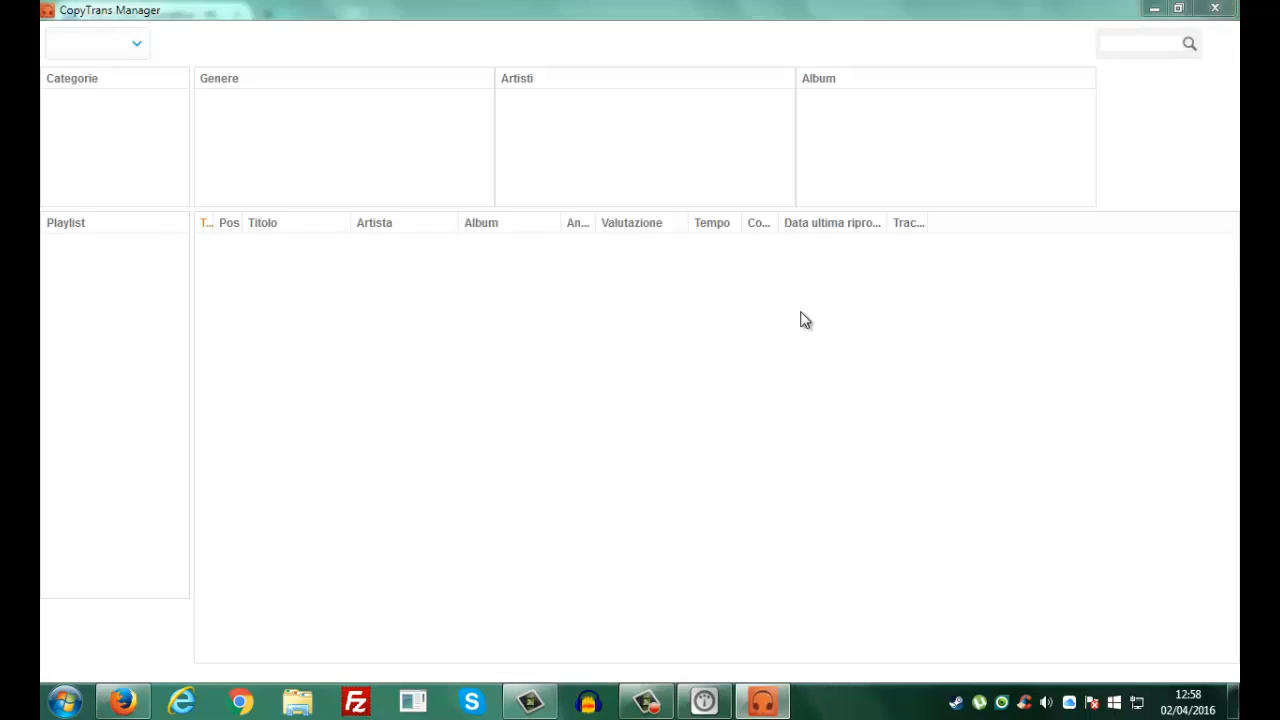 CopyTrans Manager
Categorie
Genere
Artisti
Album
Playlist
T... Pos Titolo Artista Album An... Valutazione Tempo Co... Data ultima ripro... Trac...
12:58
02/04/2016